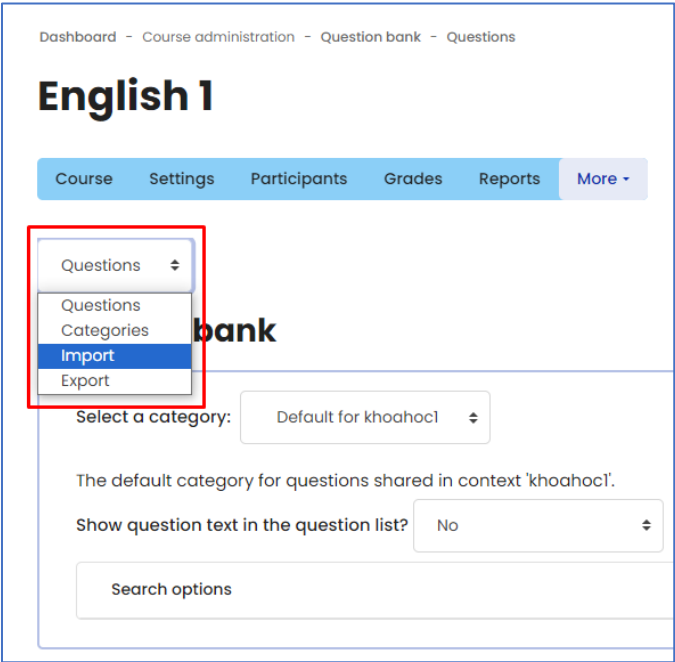 Dashboard - Course administration - Question bank - Questions
English 1
Course Settings Participants Grades Reports More
Questions
Questions
Categories
Import
Export
bank
Select a category: Default for khoahoc1
The default category for questions shared in context 'khoahoc1'.
Show question text in the question list? No
Search options